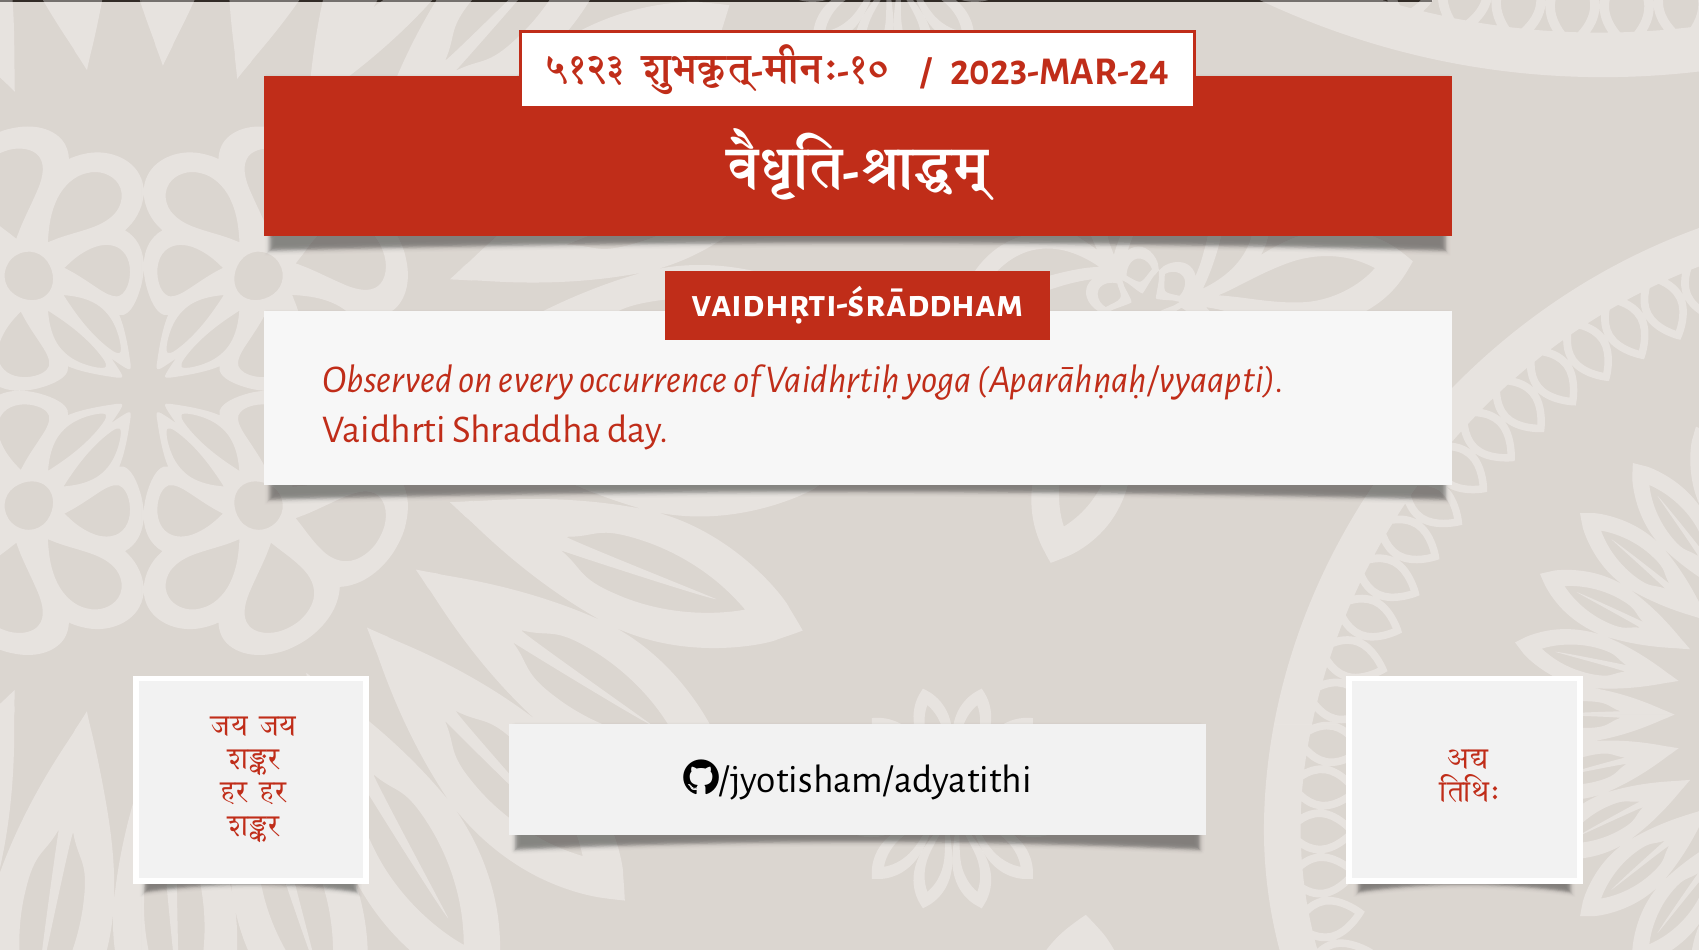 ५१२३ शुभकृत्-मीनः-१० / 2023-MAR-24
वैधृति-श्राद्धम्
VAIDHṚTI-ŚRĀDDHAM
Observed on every occurrence of Vaidhṛtiḥ yoga (Aparāhṇaḥ/vyaapti).
Vaidhrti Shraddha day.
जय जय
शङ्कर
हर हर
शङ्कर
/jyotisham/adyatithi
अद्य
तिथिः